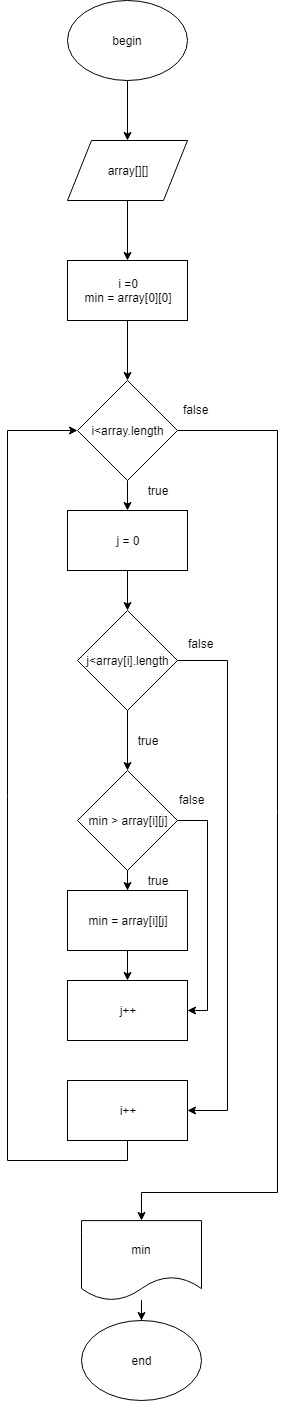 begin
array[][]
i =0
min = array[0][0]
false
i<array.length
true
j = 0
false
j<array[i].length
true
false
min > array[i][j]
true
min = array[i][j]
j++
i++
min
end